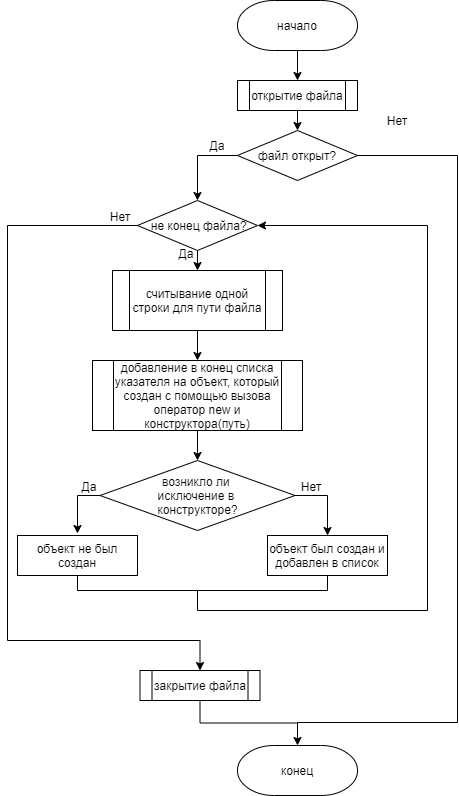 начало
открытие файла
Нет
Да
файл открыт?
Нет
не конец файла?
Да
считывание одной
строки для пути файла
добавление в конец списка
указателя на объект, который
создан с помощью вызова
оператор new и
конструктора(путь)
возникло ли
исключение в
конструкторе?
Да
Нет
объект не был
создан
объект был создан и
добавлен в список
закрытие файла
конец